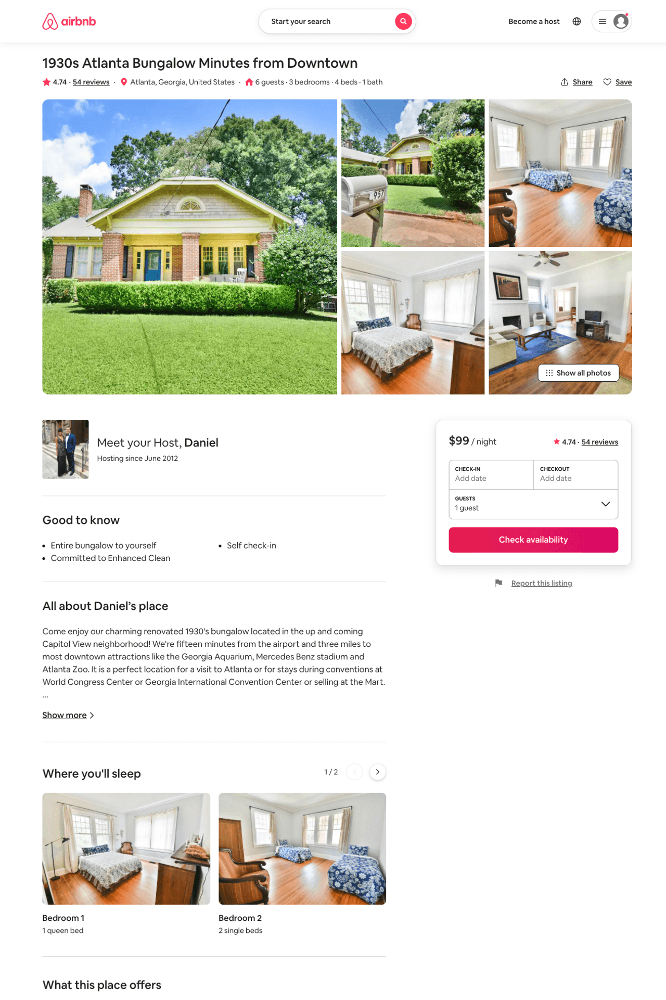 airbnb
Start your search
Become a host
1930s Atlanta Bungalow Minutes from Downtown
4.74 · 54 reviews · Atlanta, Georgia, United States · 6 guests · 3 bedrooms · 4 beds · 1 bath
Share
Save
957
Show all photos
Meet your Host, Daniel
Hosting since June 2012
$99 / night
4.74 · 54 reviews
CHECK-IN
Add date
CHECKOUT
Add date
GUESTS
1 guest
Check availability
Report this listing
Good to know
• Entire bungalow to yourself
• Self check-in
• Committed to Enhanced Clean
All about Daniel’s place
Come enjoy our charming renovated 1930's bungalow located in the up and coming
Capitol View neighborhood! We're fifteen minutes from the airport and three miles to
most downtown attractions like the Georgia Aquarium, Mercedes Benz stadium and
Atlanta Zoo. It is a perfect location for a visit to Atlanta or for stays during conventions at
World Congress Center or Georgia International Convention Center or selling at the Mart.
...
Show more
Where you'll sleep
1 / 2
Bedroom 1
1 queen bed
Bedroom 2
2 single beds
What this place offers